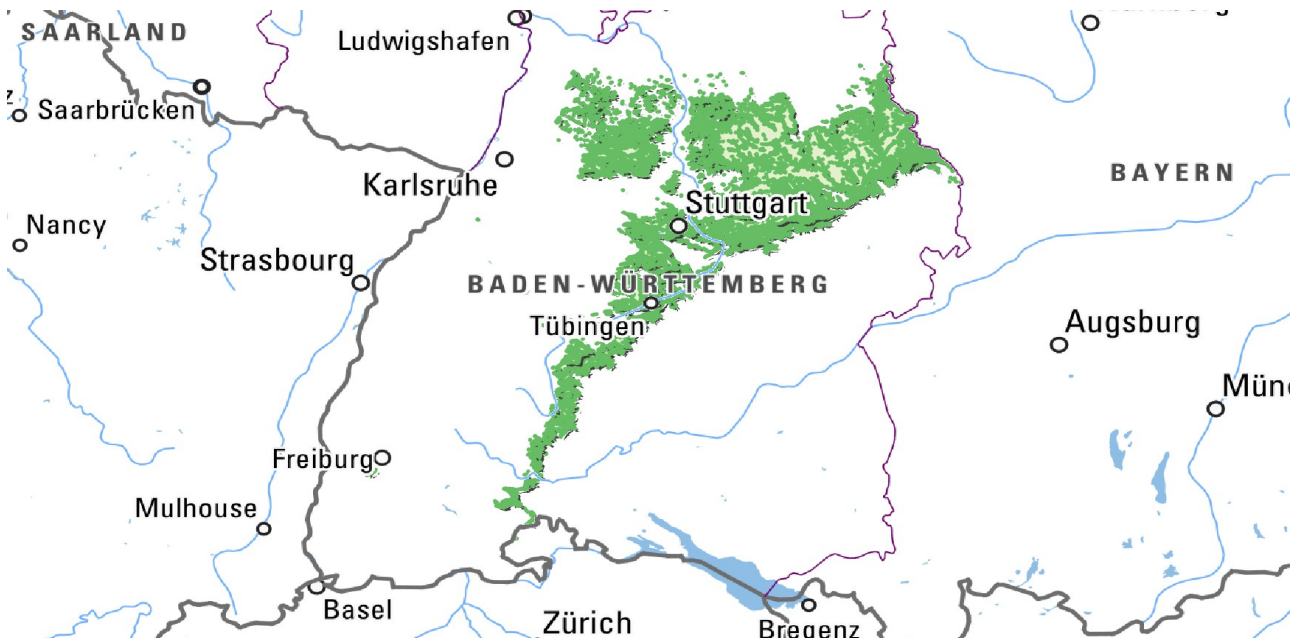 SAARLAND
Ludwigshafen
Saarbrücken
Karlsruhe
BAYERN
Nancy
Stuttgart
Strasbourg
BADEN-WÜRTTEMBERG
Tübingen
Augsburg
Freiburg
Mulhouse
Basel
Zürich
Bregenz